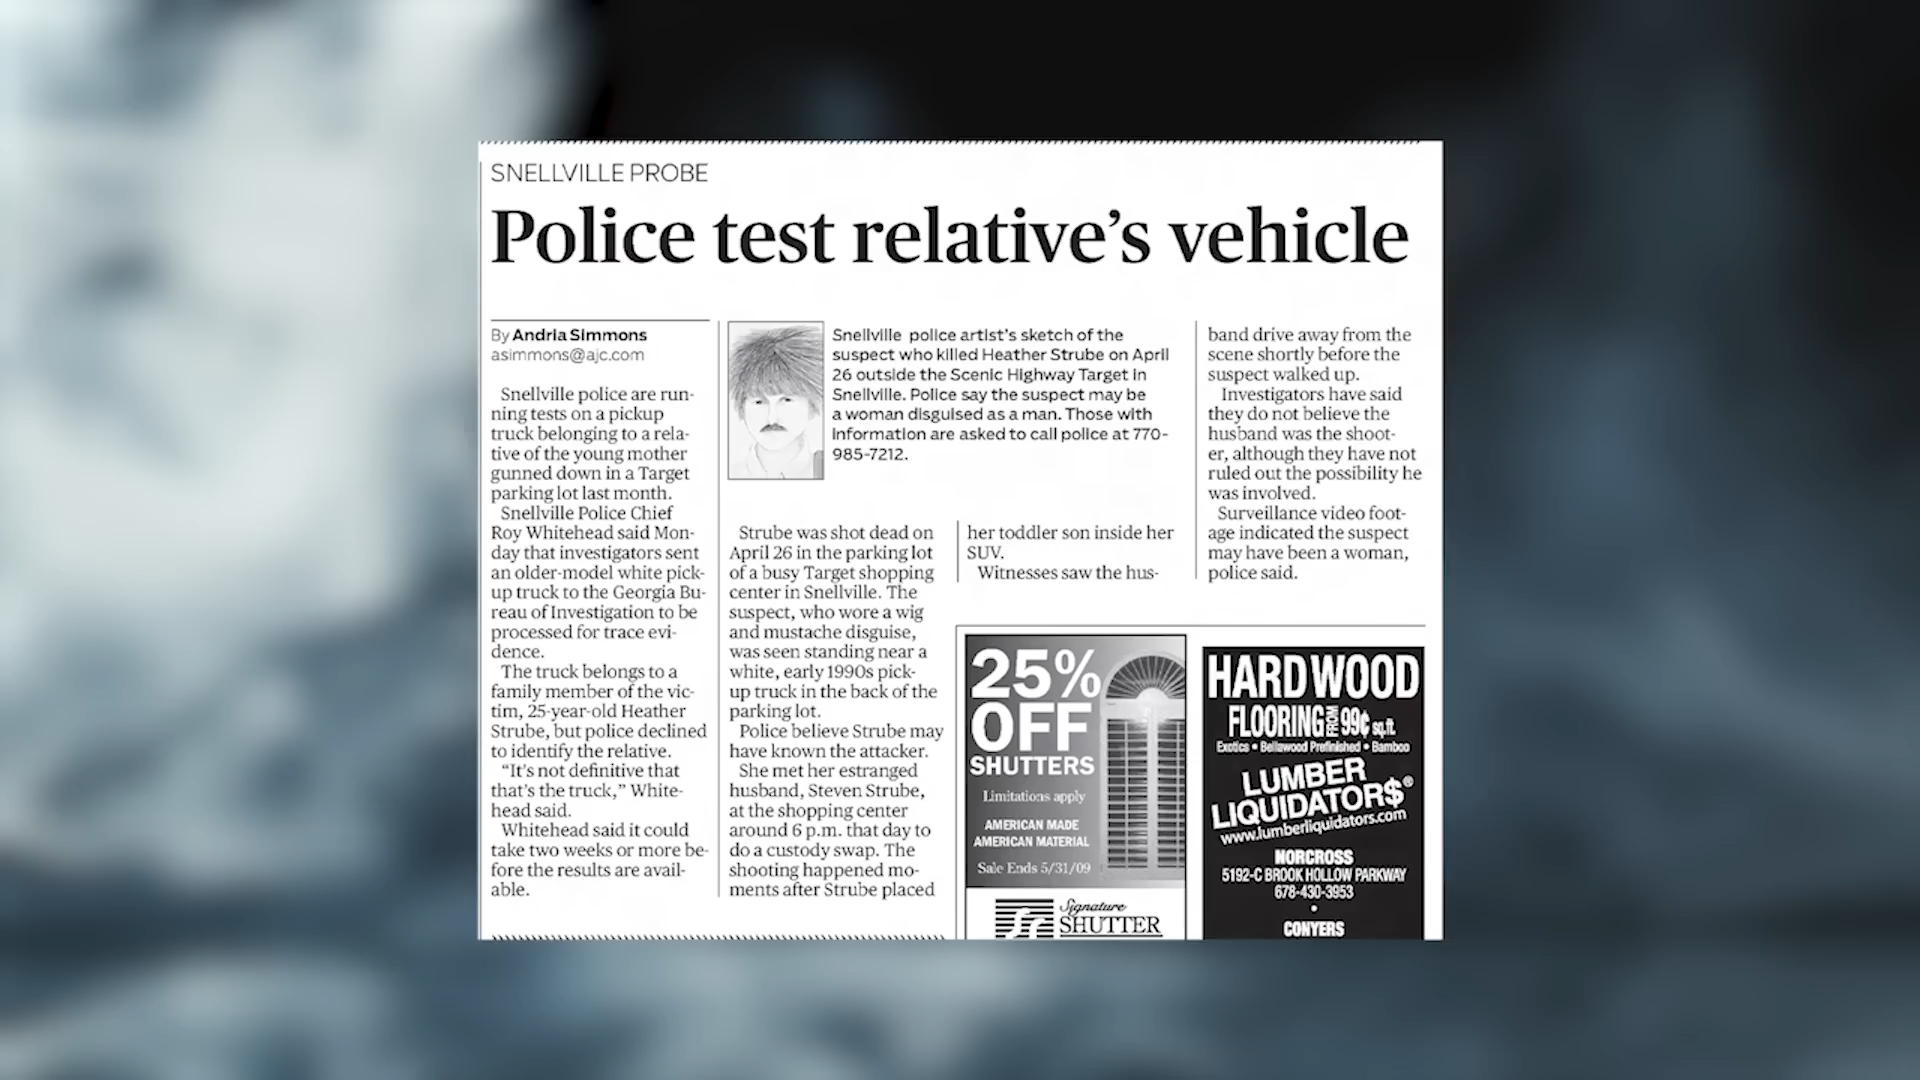 SNELLVILLE PROBE
Police test relative's vehicle
By Andria Simmons
asimmons@ajc.com
Snellville police are run-
ning tests on a pickup
truck belonging to a rela-
tive of the young mother
gunned down in a Target
parking lot last month.
Snellville Police Chief
Roy Whitehead said Mon-
day that investigators sent
an older-model white pick-
up truck to the Georgia Bu-
reau of Investigation to be
processed for trace evi-
dence.
The truck belongs to a
family member of the vic-
tim, 25-year-old Heather
Strube, but police declined
to identify the relative.
“It's not definitive that
that's the truck,” White-
head said.
Whitehead said it could
take two weeks or more be-
fore the results are avail-
able.
Snellville police artist's sketch of the
suspect who killed Heather Strube on April
26 outside the Scenic Highway Target in
Snellville. Police say the suspect may be
a woman disguised as a man. Those with
information are asked to call police at 770-
985-7212.
Strube was shot dead on
April 26 in the parking lot
of a busy Target shopping
center in Snellville. The
suspect, who wore a wig
and mustache disguise,
was seen standing near a
white, early 1990s pick-
up truck in the back of the
parking lot.
Police believe Strube may
have known the attacker.
She met her estranged
husband, Steven Strube,
at the shopping center
around 6 p.m. that day to
do a custody swap. The
shooting happened mo-
ments after Strube placed
her toddler son inside her
SUV.
Witnesses saw the hus-
band drive away from the
scene shortly before the
suspect walked up.
Investigators have said
they do not believe the
husband was the shoot-
er, although they have not
ruled out the possibility he
was involved.
Surveillance video foot-
age indicated the suspect
may have been a woman,
police said.
25%
OFF
SHUTTERS
Limitations apply
AMERICAN MADE
AMERICAN MATERIAL
Sale Ends 5/31/09
Signature
SHUTTER
HARDWOOD
FLOORING FROM 99¢ sq.ft.
Exotics • Bellawood Prefinished • Bamboo
LUMBER
LIQUIDATOR$®
www.lumberliquidators.com
NORCROSS
5192-C BROOK HOLLOW PARKWAY
678-430-3953
•
CONYERS